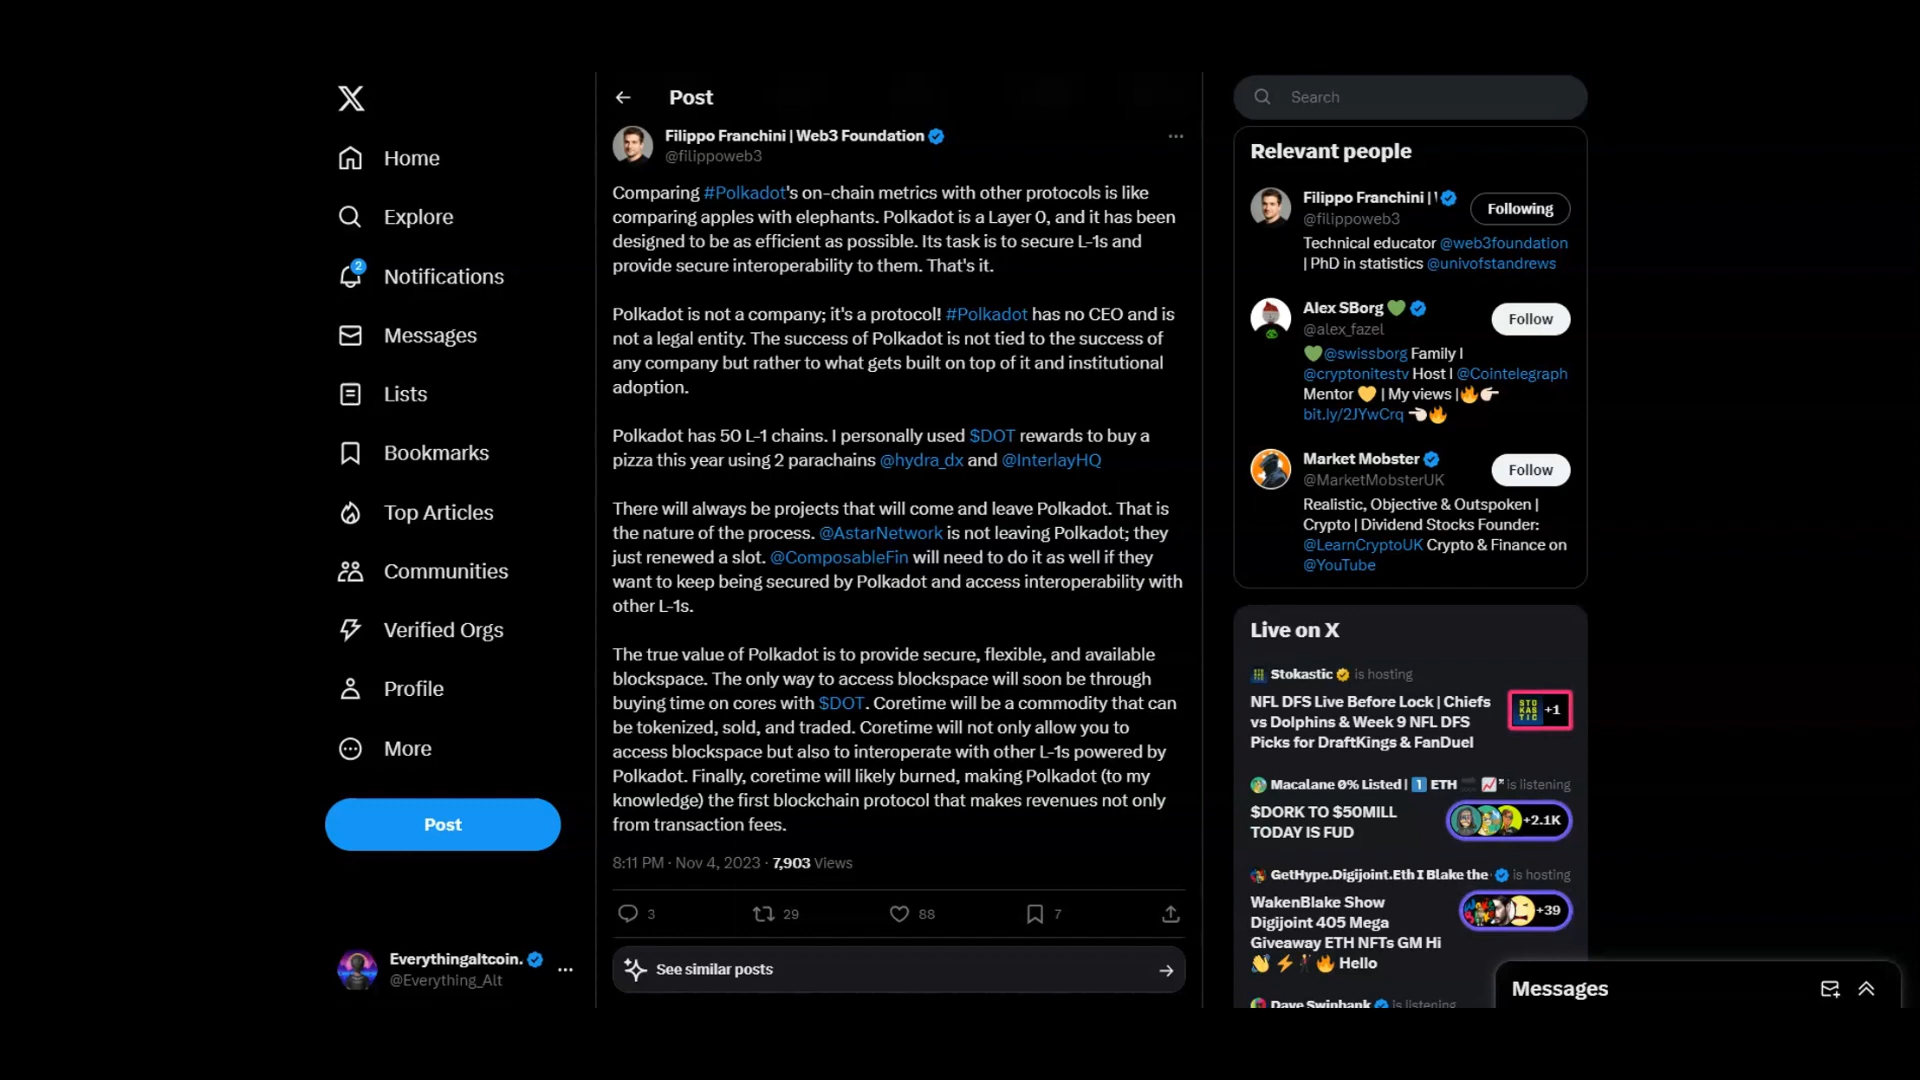 Home
Explore
2
Notifications
Messages
Lists
Bookmarks
Top Articles
Communities
Verified Orgs
Profile
More
Post
Everythingaltcoin.
@Everything_Alt
Post
Filippo Franchini | Web3 Foundation
@filippoweb3
Comparing #Polkadot's on-chain metrics with other protocols is like
comparing apples with elephants. Polkadot is a Layer 0, and it has been
designed to be as efficient as possible. Its task is to secure L-1s and
provide secure interoperability to them. That's it.
Polkadot is not a company; it's a protocol! #Polkadot has no CEO and is
not a legal entity. The success of Polkadot is not tied to the success of
any company but rather to what gets built on top of it and institutional
adoption.
Polkadot has 50 L-1 chains. I personally used $DOT rewards to buy a
pizza this year using 2 parachains @hydra_dx and @InterlayHQ
There will always be projects that will come and leave Polkadot. That is
the nature of the process. @AstarNetwork is not leaving Polkadot; they
just renewed a slot. @ComposableFin will need to do it as well if they
want to keep being secured by Polkadot and access interoperability with
other L-1s.
The true value of Polkadot is to provide secure, flexible, and available
blockspace. The only way to access blockspace will soon be through
buying time on cores with $DOT. Coretime will be a commodity that can
be tokenized, sold, and traded. Coretime will not only allow you to
access blockspace but also to interoperate with other L-1s powered by
Polkadot. Finally, coretime will likely burned, making Polkadot (to my
knowledge) the first blockchain protocol that makes revenues not only
from transaction fees.
8:11 PM · Nov 4, 2023 · 7,903 Views
3 29 88 7
See similar posts
Search
Relevant people
Filippo Franchini |
@filippoweb3
Following
Technical educator @web3foundation
| PhD in statistics @univofstandrews
Alex SBorg
@alex_fazel
Follow
@swissborg Family I
@cryptonitestv Host I @Cointelegraph
Mentor | My views |
bit.ly/2JYwCrq
Market Mobster
@MarketMobsterUK
Follow
Realistic, Objective & Outspoken |
Crypto | Dividend Stocks Founder:
@LearnCryptoUK Crypto & Finance on
@YouTube
Live on X
Stokastic is hosting
NFL DFS Live Before Lock | Chiefs
vs Dolphins & Week 9 NFL DFS
Picks for DraftKings & FanDuel
STO
KAS
TIC
+1
Macalane 0% Listed | 1 ETH is listening
$DORK TO $50MILL
TODAY IS FUD
+2.1K
GetHype.Digijoint.Eth I Blake the is hosting
WakenBlake Show
Digijoint 405 Mega
Giveaway ETH NFTs GM Hi
Hello
+39
Dave Swinbank is listening
Messages